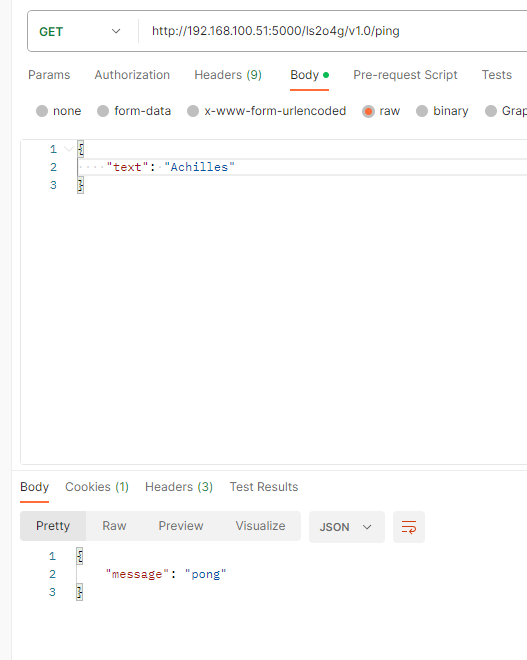 GET http://192.168.100.51:5000/ls2o4g/v1.0/ping
Params Authorization Headers (9) Body Pre-request Script Tests
none form-data x-www-form-urlencoded raw binary Grap
1 {
2 "text": "Achilles"
3 }
Body Cookies (1) Headers (3) Test Results
Pretty Raw Preview Visualize JSON
1 {
2 "message": "pong"
3 }